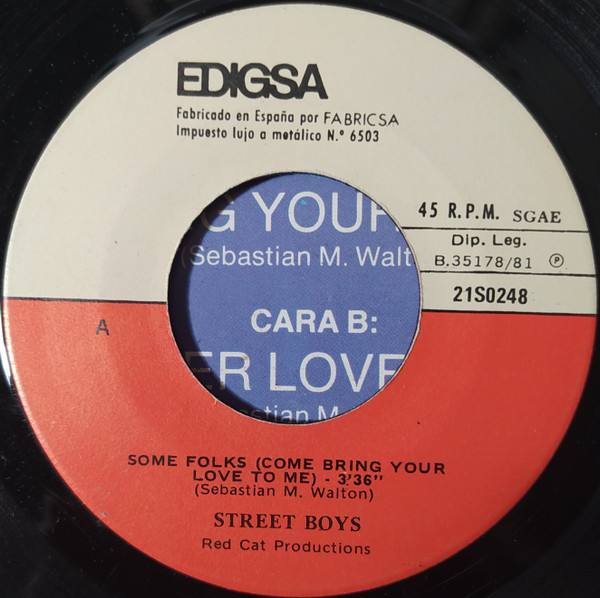 EDIGSA
Fabricado en España por FABRICSA
Impuesto lujo a metálico N.º 6503
45 R.P.M. SGAE
Dip. Leg.
B.35178/81 Ⓟ
21S0248
G YOUR
(Sebastian M. Walt
CARA B:
ER LOVE
bastian M.
A
SOME FOLKS (COME BRING YOUR
LOVE TO ME) - 3'36"
(Sebastian M. Walton)
STREET BOYS
Red Cat Productions